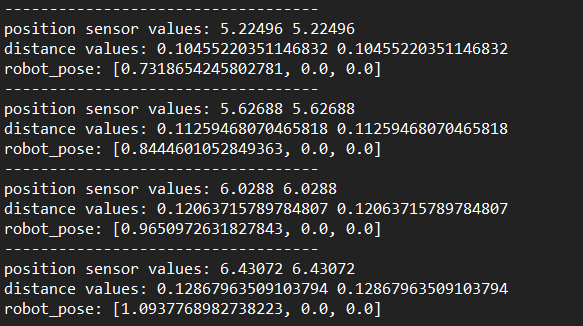 -----------------------------------
position sensor values: 5.22496 5.22496
distance values: 0.10455220351146832 0.10455220351146832
robot_pose: [0.7318654245802781, 0.0, 0.0]
-----------------------------------
position sensor values: 5.62688 5.62688
distance values: 0.11259468070465818 0.11259468070465818
robot_pose: [0.8444601052849363, 0.0, 0.0]
-----------------------------------
position sensor values: 6.0288 6.0288
distance values: 0.12063715789784807 0.12063715789784807
robot_pose: [0.9650972631827843, 0.0, 0.0]
-----------------------------------
position sensor values: 6.43072 6.43072
distance values: 0.12867963509103794 0.12867963509103794
robot_pose: [1.0937768982738223, 0.0, 0.0]